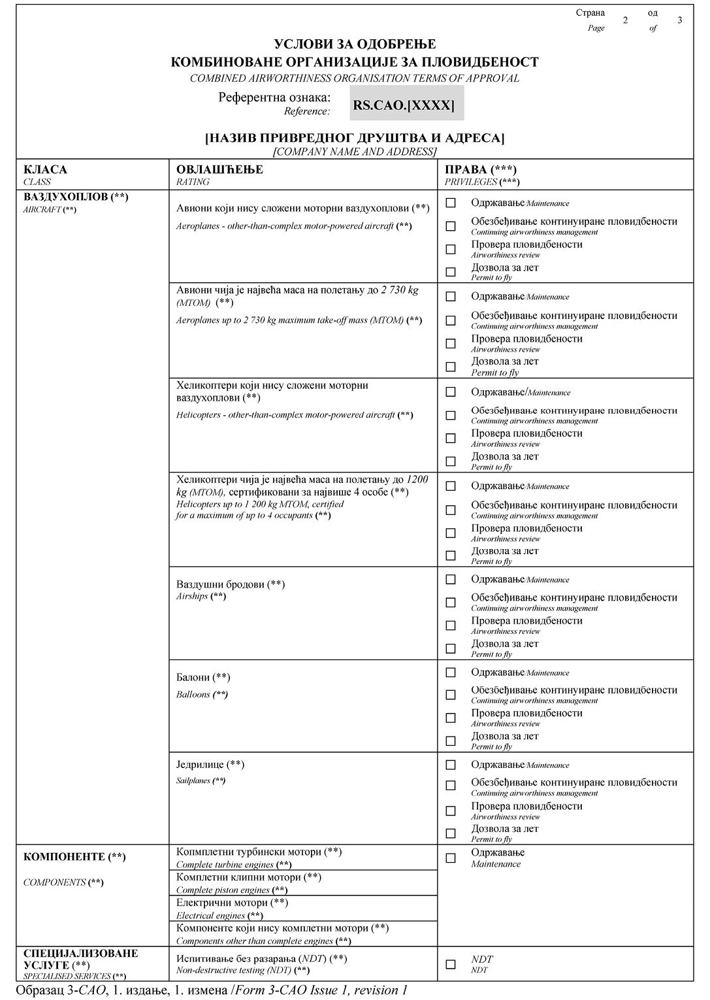 Страна 2 од 3
Page of
УСЛОВИ ЗА ОДОБРЕЊЕ
КОМБИНОВАНЕ ОРГАНИЗАЦИЈЕ ЗА ПЛОВИДБЕНОСТ
COMBINED AIRWORTHINESS ORGANISATION TERMS OF APPROVAL
Референтна ознака: RS.CAO.[XXXX]
Reference:
[НАЗИВ ПРИВРЕДНОГ ДРУШТВА И АДРЕСА]
[COMPANY NAME AND ADDRESS]
КЛАСА ОВЛАШЋЕЊЕ ПРАВА (***)
CLASS RATING PRIVILEGES (***)
ВАЗДУХОПЛОВ (**)
AIRCRAFT (**)
Авиони који нису сложени моторни ваздухоплови (**)
Aeroplanes - other-than-complex motor-powered aircraft (**)
☐ Одржавање/Maintenance
☐ Обезбеђивање континуиране пловидбености
Continuing airworthiness management
☐ Провера пловидбености
Airworthiness review
☐ Дозвола за лет
Permit to fly
Авиони чија је највећа маса на полетању до 2 730 kg
(MTOM) (**)
Aeroplanes up to 2 730 kg maximum take-off mass (MTOM) (**)
☐ Одржавање/Maintenance
☐ Обезбеђивање континуиране пловидбености
Continuing airworthiness management
☐ Провера пловидбености
Airworthiness review
☐ Дозвола за лет
Permit to fly
Хеликоптери који нису сложени моторни
ваздухоплови (**)
Helicopters - other-than-complex motor-powered aircraft (**)
☐ Одржавање/Maintenance
☐ Обезбеђивање континуиране пловидбености
Continuing airworthiness management
☐ Провера пловидбености
Airworthiness review
☐ Дозвола за лет
Permit to fly
Хеликоптери чија је највећа маса на полетању до 1200
kg (MTOM), сертификовани за највише 4 особе (**)
Helicopters up to 1 200 kg MTOM, certified
for a maximum of up to 4 occupants (**)
☐ Одржавање/Maintenance
☐ Обезбеђивање континуиране пловидбености
Continuing airworthiness management
☐ Провера пловидбености
Airworthiness review
☐ Дозвола за лет
Permit to fly
Ваздушни бродови (**)
Airships (**)
☐ Одржавање/Maintenance
☐ Обезбеђивање континуиране пловидбености
Continuing airworthiness management
☐ Провера пловидбености
Airworthiness review
☐ Дозвола за лет
Permit to fly
Балони (**)
Balloons (**)
☐ Одржавање/Maintenance
☐ Обезбеђивање континуиране пловидбености
Continuing airworthiness management
☐ Провера пловидбености
Airworthiness review
☐ Дозвола за лет
Permit to fly
Једрилице (**)
Sailplanes (**)
☐ Одржавање/Maintenance
☐ Обезбеђивање континуиране пловидбености
Continuing airworthiness management
☐ Провера пловидбености
Airworthiness review
☐ Дозвола за лет
Permit to fly
КОМПОНЕНТЕ (**)
COMPONENTS (**)
Копмплетни турбински мотори (**)
Complete turbine engines (**)
Комплетни клипни мотори (**)
Complete piston engines (**)
Електрични мотори (**)
Electrical engines (**)
Компоненте који нису комплетни мотори (**)
Components other than complete engines (**)
☐ Одржавање
Maintenance
СПЕЦИЈАЛИЗОВАНЕ
УСЛУГЕ (**)
SPECIALISED SERVICES (**)
Испитивање без разарања (NDT) (**)
Non-destructive testing (NDT) (**)
☐ NDT
NDT
Образац 3-CAO, 1. издање, 1. измена /Form 3-CAO Issue 1, revision 1